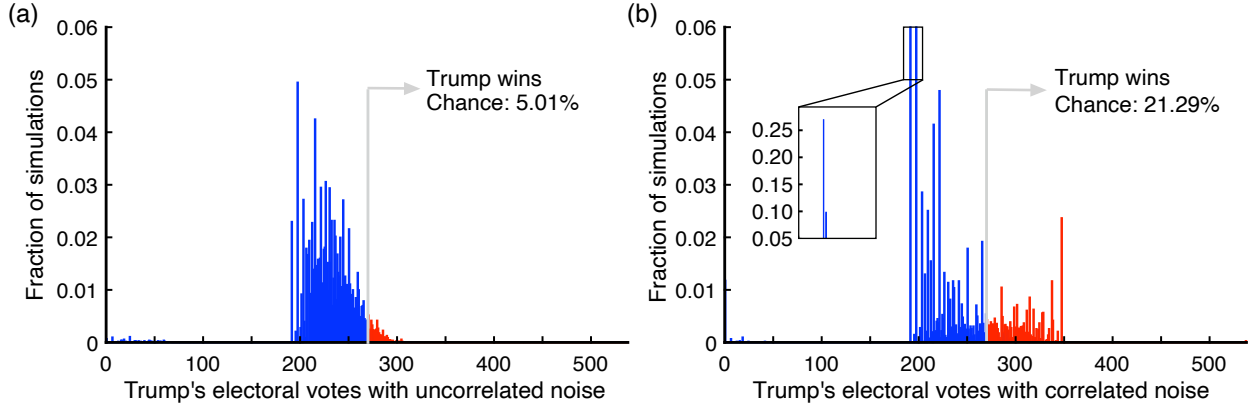 (a)
0.06
0.05
0.04
0.03
0.02
0.01
0
Fraction of simulations
Trump wins
Chance: 5.01%
0 100 200 300 400 500
Trump's electoral votes with uncorrelated noise
(b)
0.06
0.05
0.04
0.03
0.02
0.01
0
Fraction of simulations
0.25
0.20
0.15
0.10
0.05
Trump wins
Chance: 21.29%
0 100 200 300 400 500
Trump's electoral votes with correlated noise